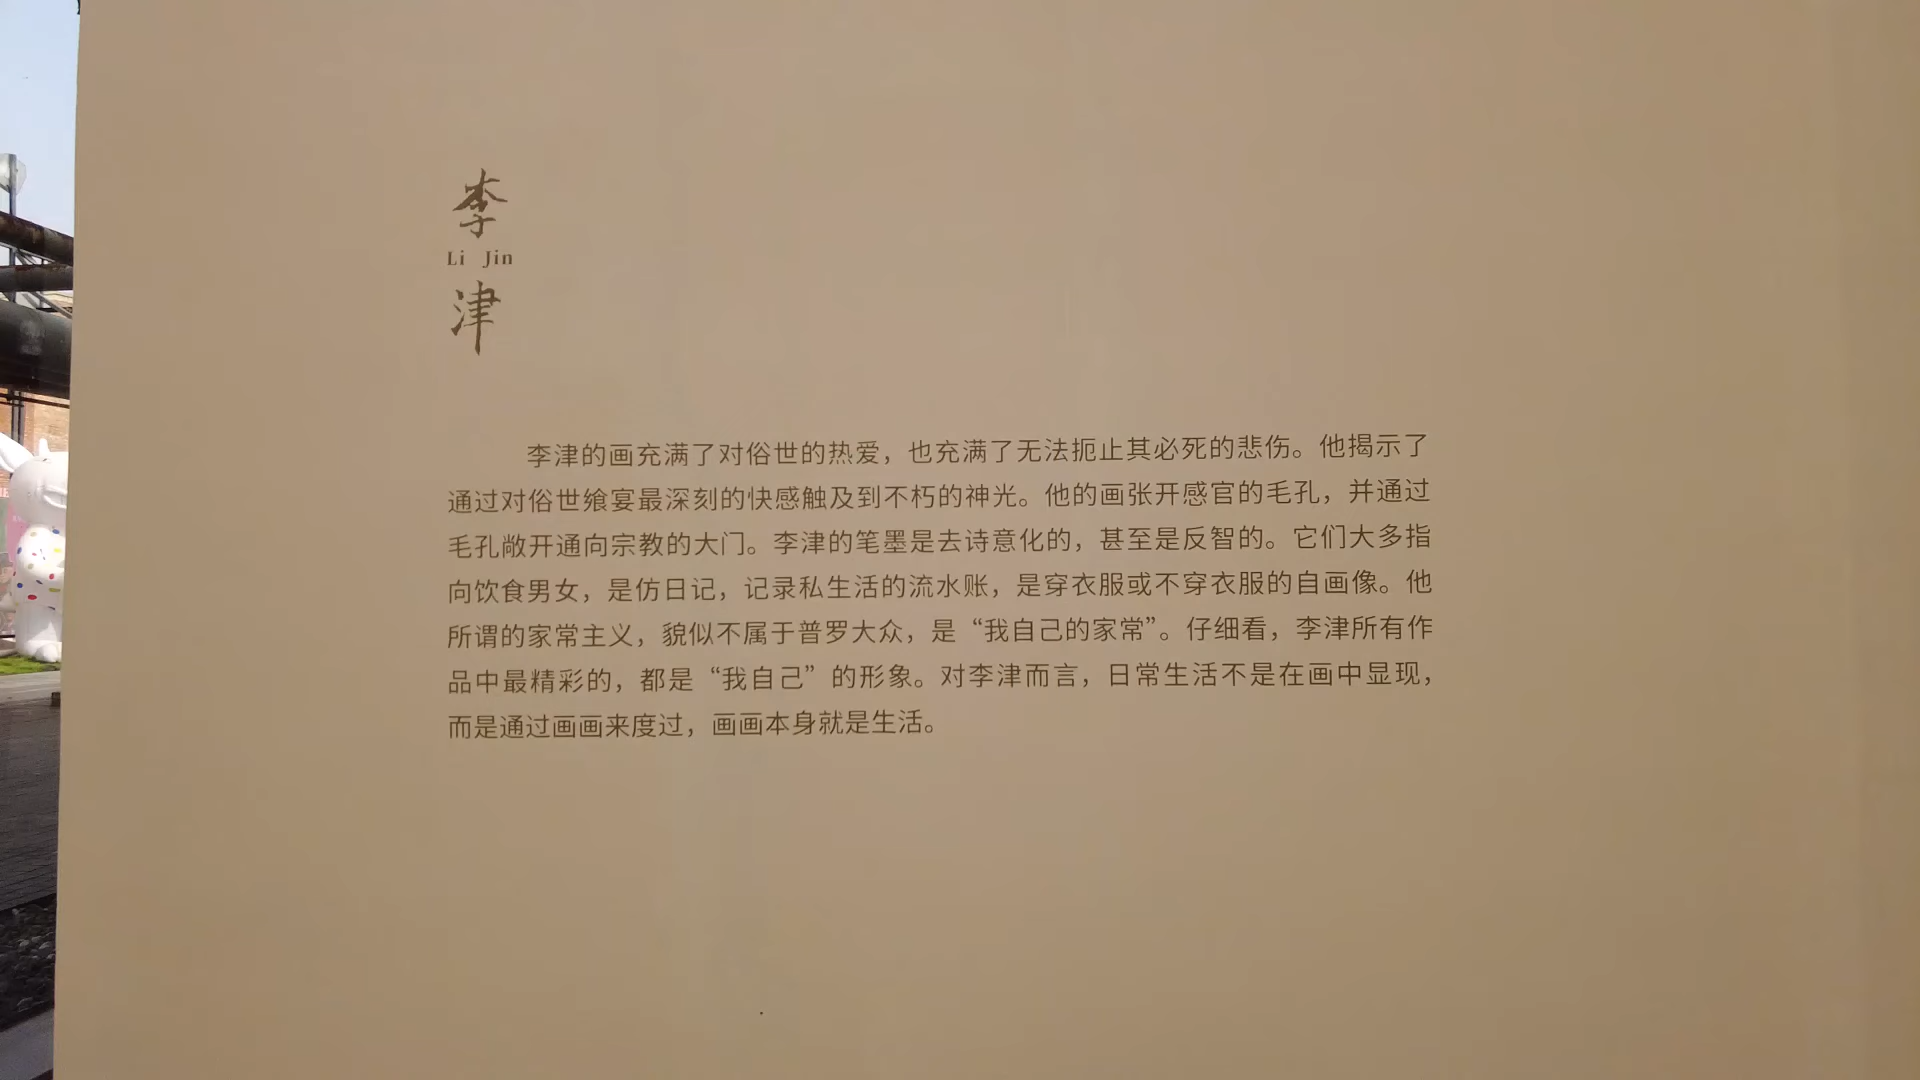 李
Li Jin
津
李津的画充满了对俗世的热爱，也充满了无法扼止其必死的悲伤。他揭示了
通过对俗世飨宴最深刻的快感触及到不朽的神光。他的画张开感官的毛孔，并通过
毛孔敞开通向宗教的大门。李津的笔墨是去诗意化的，甚至是反智的。它们大多指
向饮食男女，是仿日记，记录私生活的流水账，是穿衣服或不穿衣服的自画像。他
所谓的家常主义，貌似不属于普罗大众，是“我自己的家常”。仔细看，李津所有作
品中最精彩的，都是“我自己”的形象。对李津而言，日常生活不是在画中显现，
而是通过画画来度过，画画本身就是生活。